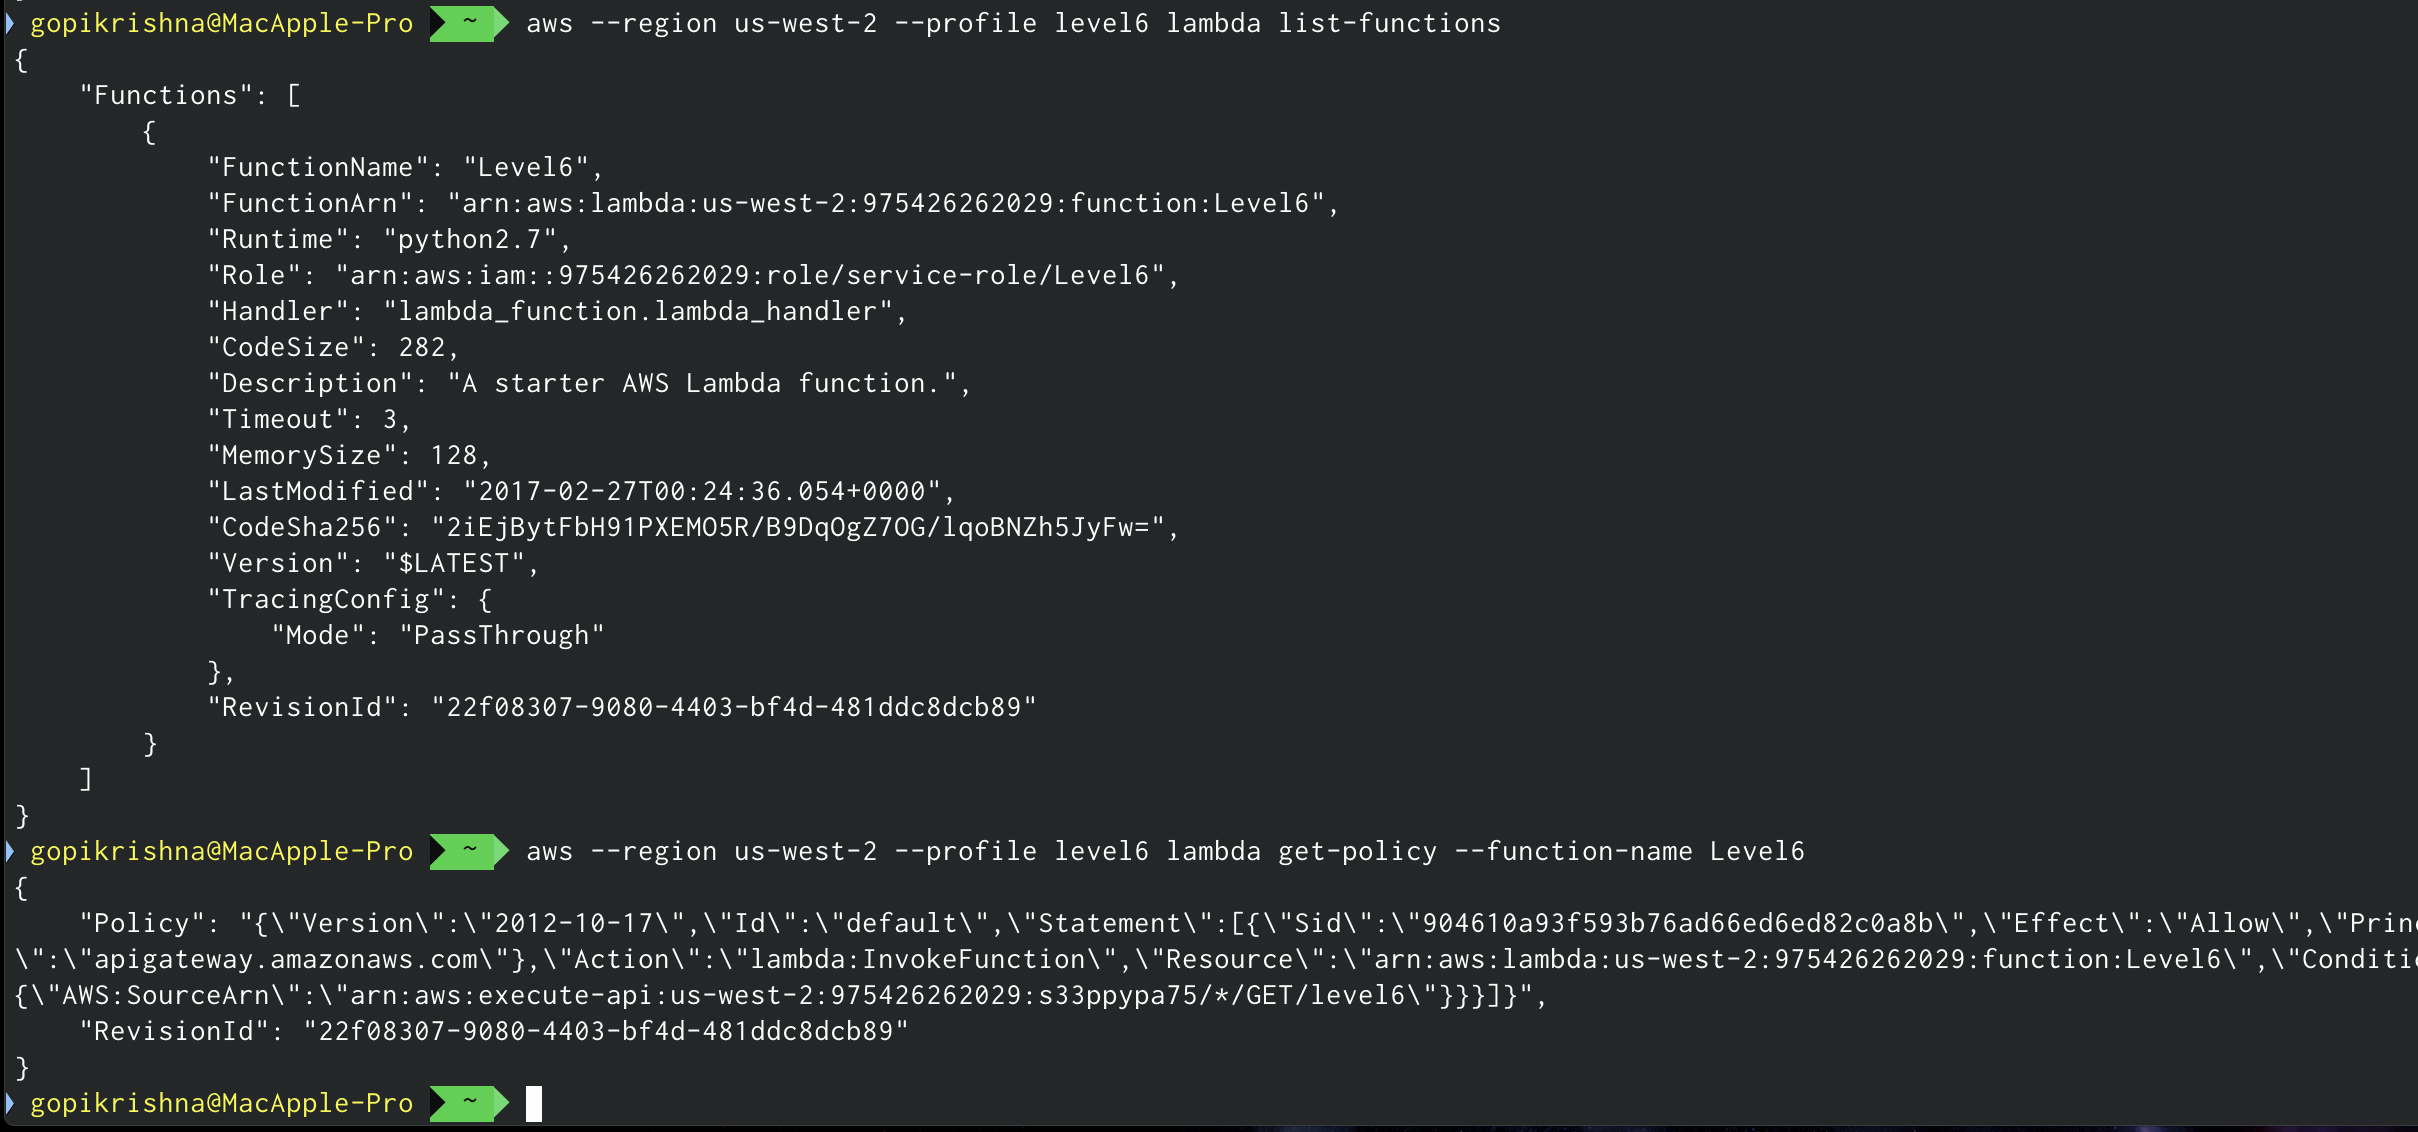 gopikrishna@MacApple-Pro ~ aws --region us-west-2 --profile level6 lambda list-functions
{
    "Functions": [
        {
            "FunctionName": "Level6",
            "FunctionArn": "arn:aws:lambda:us-west-2:975426262029:function:Level6",
            "Runtime": "python2.7",
            "Role": "arn:aws:iam::975426262029:role/service-role/Level6",
            "Handler": "lambda_function.lambda_handler",
            "CodeSize": 282,
            "Description": "A starter AWS Lambda function.",
            "Timeout": 3,
            "MemorySize": 128,
            "LastModified": "2017-02-27T00:24:36.054+0000",
            "CodeSha256": "2iEjBytFbH91PXEMO5R/B9DqOgZ7OG/lqoBNZh5JyFw=",
            "Version": "$LATEST",
            "TracingConfig": {
                "Mode": "PassThrough"
            },
            "RevisionId": "22f08307-9080-4403-bf4d-481ddc8dcb89"
        }
    ]
}
gopikrishna@MacApple-Pro ~ aws --region us-west-2 --profile level6 lambda get-policy --function-name Level6
{
    "Policy": "{\"Version\":\"2012-10-17\",\"Id\":\"default\",\"Statement\":[{\"Sid\":\"904610a93f593b76ad66ed6ed82c0a8b\",\"Effect\":\"Allow\",\"Prin
\":\"apigateway.amazonaws.com\"},\"Action\":\"lambda:InvokeFunction\",\"Resource\":\"arn:aws:lambda:us-west-2:975426262029:function:Level6\",\"Conditi
{\"AWS:SourceArn\":\"arn:aws:execute-api:us-west-2:975426262029:s33ppypa75/*/GET/level6\"}}}]}",
    "RevisionId": "22f08307-9080-4403-bf4d-481ddc8dcb89"
}
gopikrishna@MacApple-Pro ~